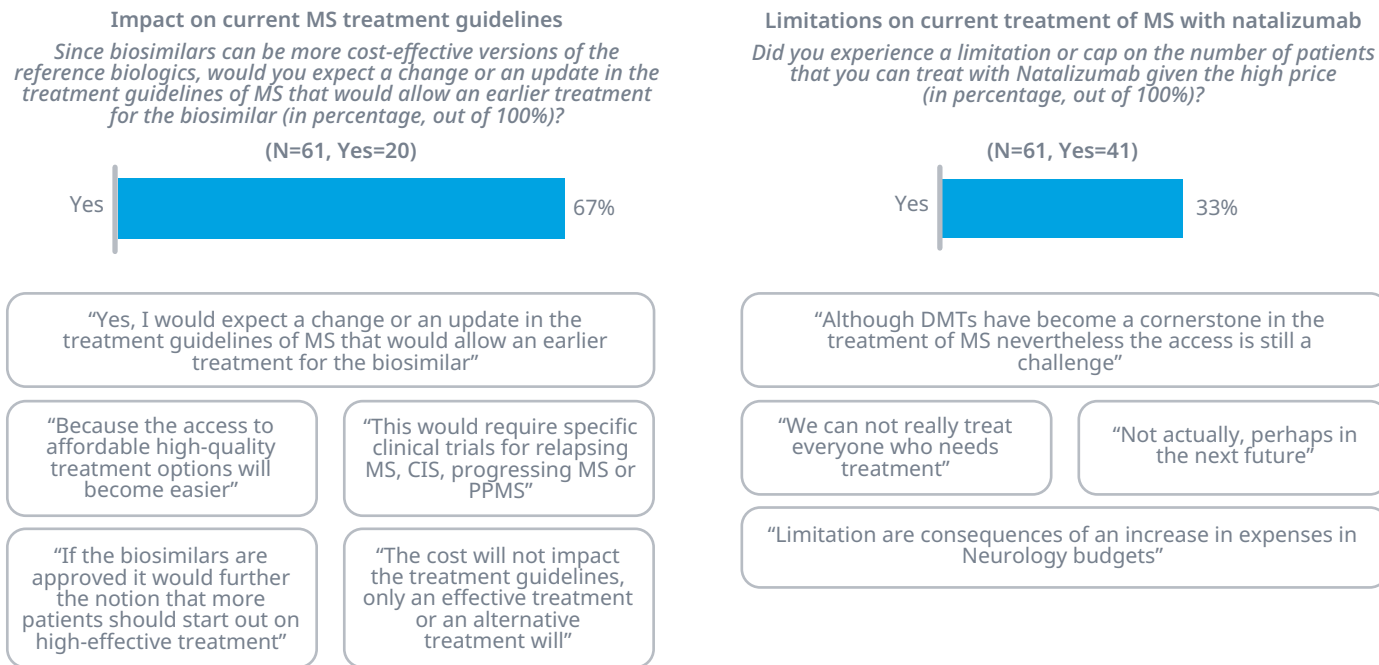 Impact on current MS treatment guidelines
Since biosimilars can be more cost-effective versions of the
reference biologics, would you expect a change or an update in the
treatment guidelines of MS that would allow an earlier treatment
for the biosimilar (in percentage, out of 100%)?
(N=61, Yes=20)
Yes
67%
“Yes, I would expect a change or an update in the
treatment guidelines of MS that would allow an earlier
treatment for the biosimilar”
“Because the access to
affordable high-quality
treatment options will
become easier”
“This would require specific
clinical trials for relapsing
MS, CIS, progressing MS or
PPMS”
“If the biosimilars are
approved it would further
the notion that more
patients should start out on
high-effective treatment”
“The cost will not impact
the treatment guidelines,
only an effective treatment
or an alternative
treatment will”
Limitations on current treatment of MS with natalizumab
Did you experience a limitation or cap on the number of patients
that you can treat with Natalizumab given the high price
(in percentage, out of 100%)?
(N=61, Yes=41)
Yes
33%
“Although DMTs have become a cornerstone in the
treatment of MS nevertheless the access is still a
challenge”
“We can not really treat
everyone who needs
treatment”
“Not actually, perhaps in
the next future”
“Limitation are consequences of an increase in expenses in
Neurology budgets”